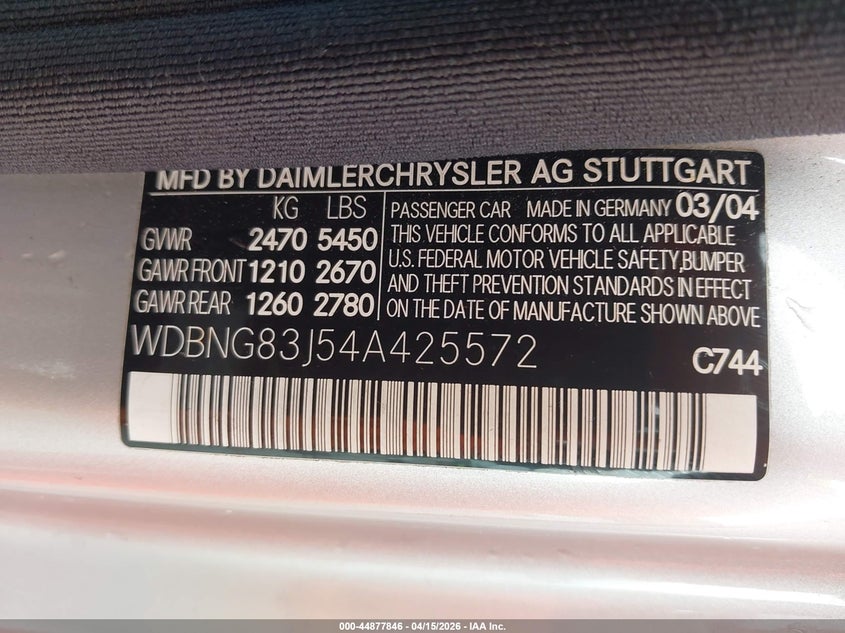 MFD BY DAIMLERCHRYSLER AG STUTTGART
KG LBS
GVWR 2470 5450
GAWR FRONT 1210 2670
GAWR REAR 1260 2780
PASSENGER CAR MADE IN GERMANY 03/04
THIS VEHICLE CONFORMS TO ALL APPLICABLE
U.S. FEDERAL MOTOR VEHICLE SAFETY,BUMPER
AND THEFT PREVENTION STANDARDS IN EFFECT
ON THE DATE OF MANUFACTURE SHOWN ABOVE
WDBNG83J54A425572
C744
000-44877846 - 04/15/2026 - IAA Inc.